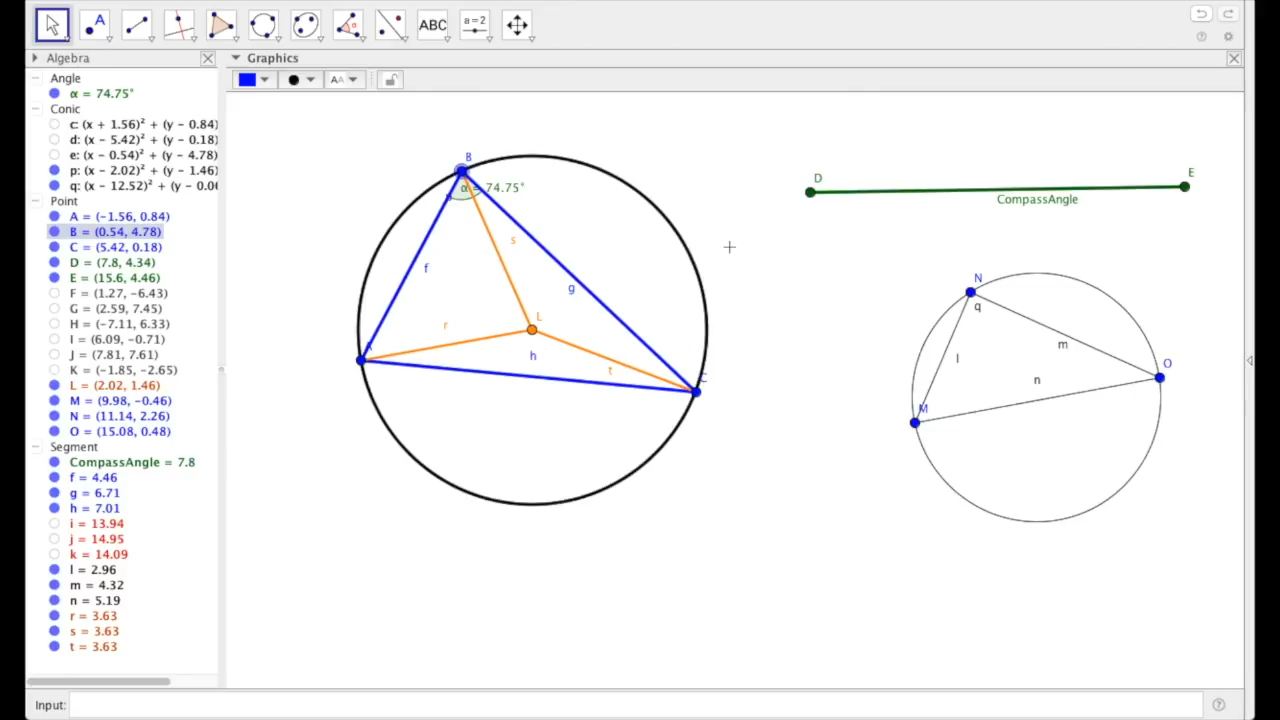 A
α
ABC
a=2
Algebra
Graphics
Angle
α = 74.75°
AA
Conic
c: (x + 1.56)² + (y − 0.84)
d: (x − 5.42)² + (y − 0.18)
e: (x − 0.54)² + (y − 4.78)
p: (x − 2.02)² + (y − 1.46)
q: (x − 12.52)² + (y − 0.0
Point
A = (−1.56, 0.84)
B = (0.54, 4.78)
C = (5.42, 0.18)
D = (7.8, 4.34)
E = (15.6, 4.46)
F = (1.27, −6.43)
G = (2.59, 7.45)
H = (−7.11, 6.33)
I = (6.09, −0.71)
J = (7.81, 7.61)
K = (−1.85, −2.65)
L = (2.02, 1.46)
M = (9.98, −0.46)
N = (11.14, 2.26)
O = (15.08, 0.48)
Segment
CompassAngle = 7.8
f = 4.46
g = 6.71
h = 7.01
i = 13.94
j = 14.95
k = 14.09
l = 2.96
m = 4.32
n = 5.19
r = 3.63
s = 3.63
t = 3.63
B
α = 74.75°
s
f
g
L
r
h
t
A
C
D
E
CompassAngle
N
q
m
l
O
n
M
Input: